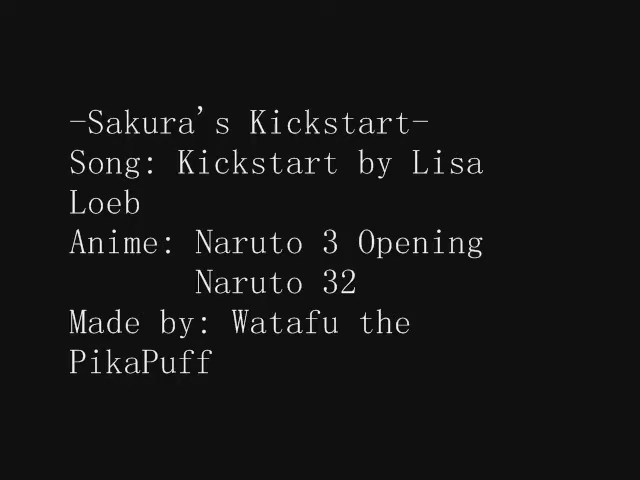 -Sakura's Kickstart-
Song: Kickstart by Lisa
Loeb
Anime: Naruto 3 Opening
Naruto 32
Made by: Watafu the
PikaPuff